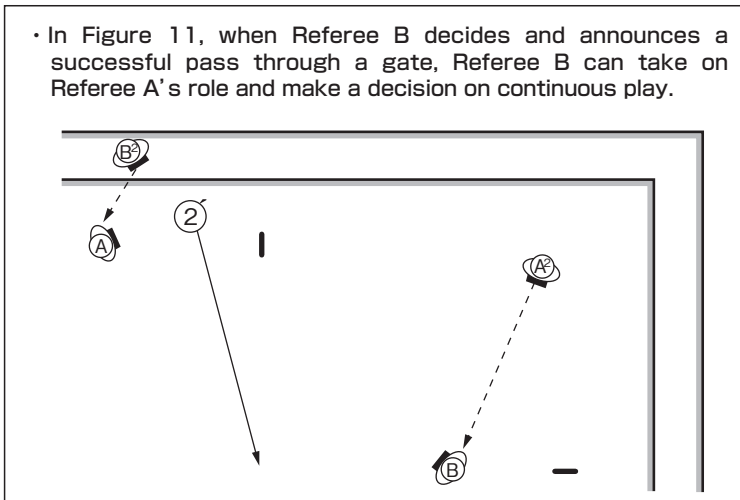 ・In Figure 11, when Referee B decides and announces a
successful pass through a gate, Referee B can take on
Referee A's role and make a decision on continuous play.
B²
A
2′
A²
B